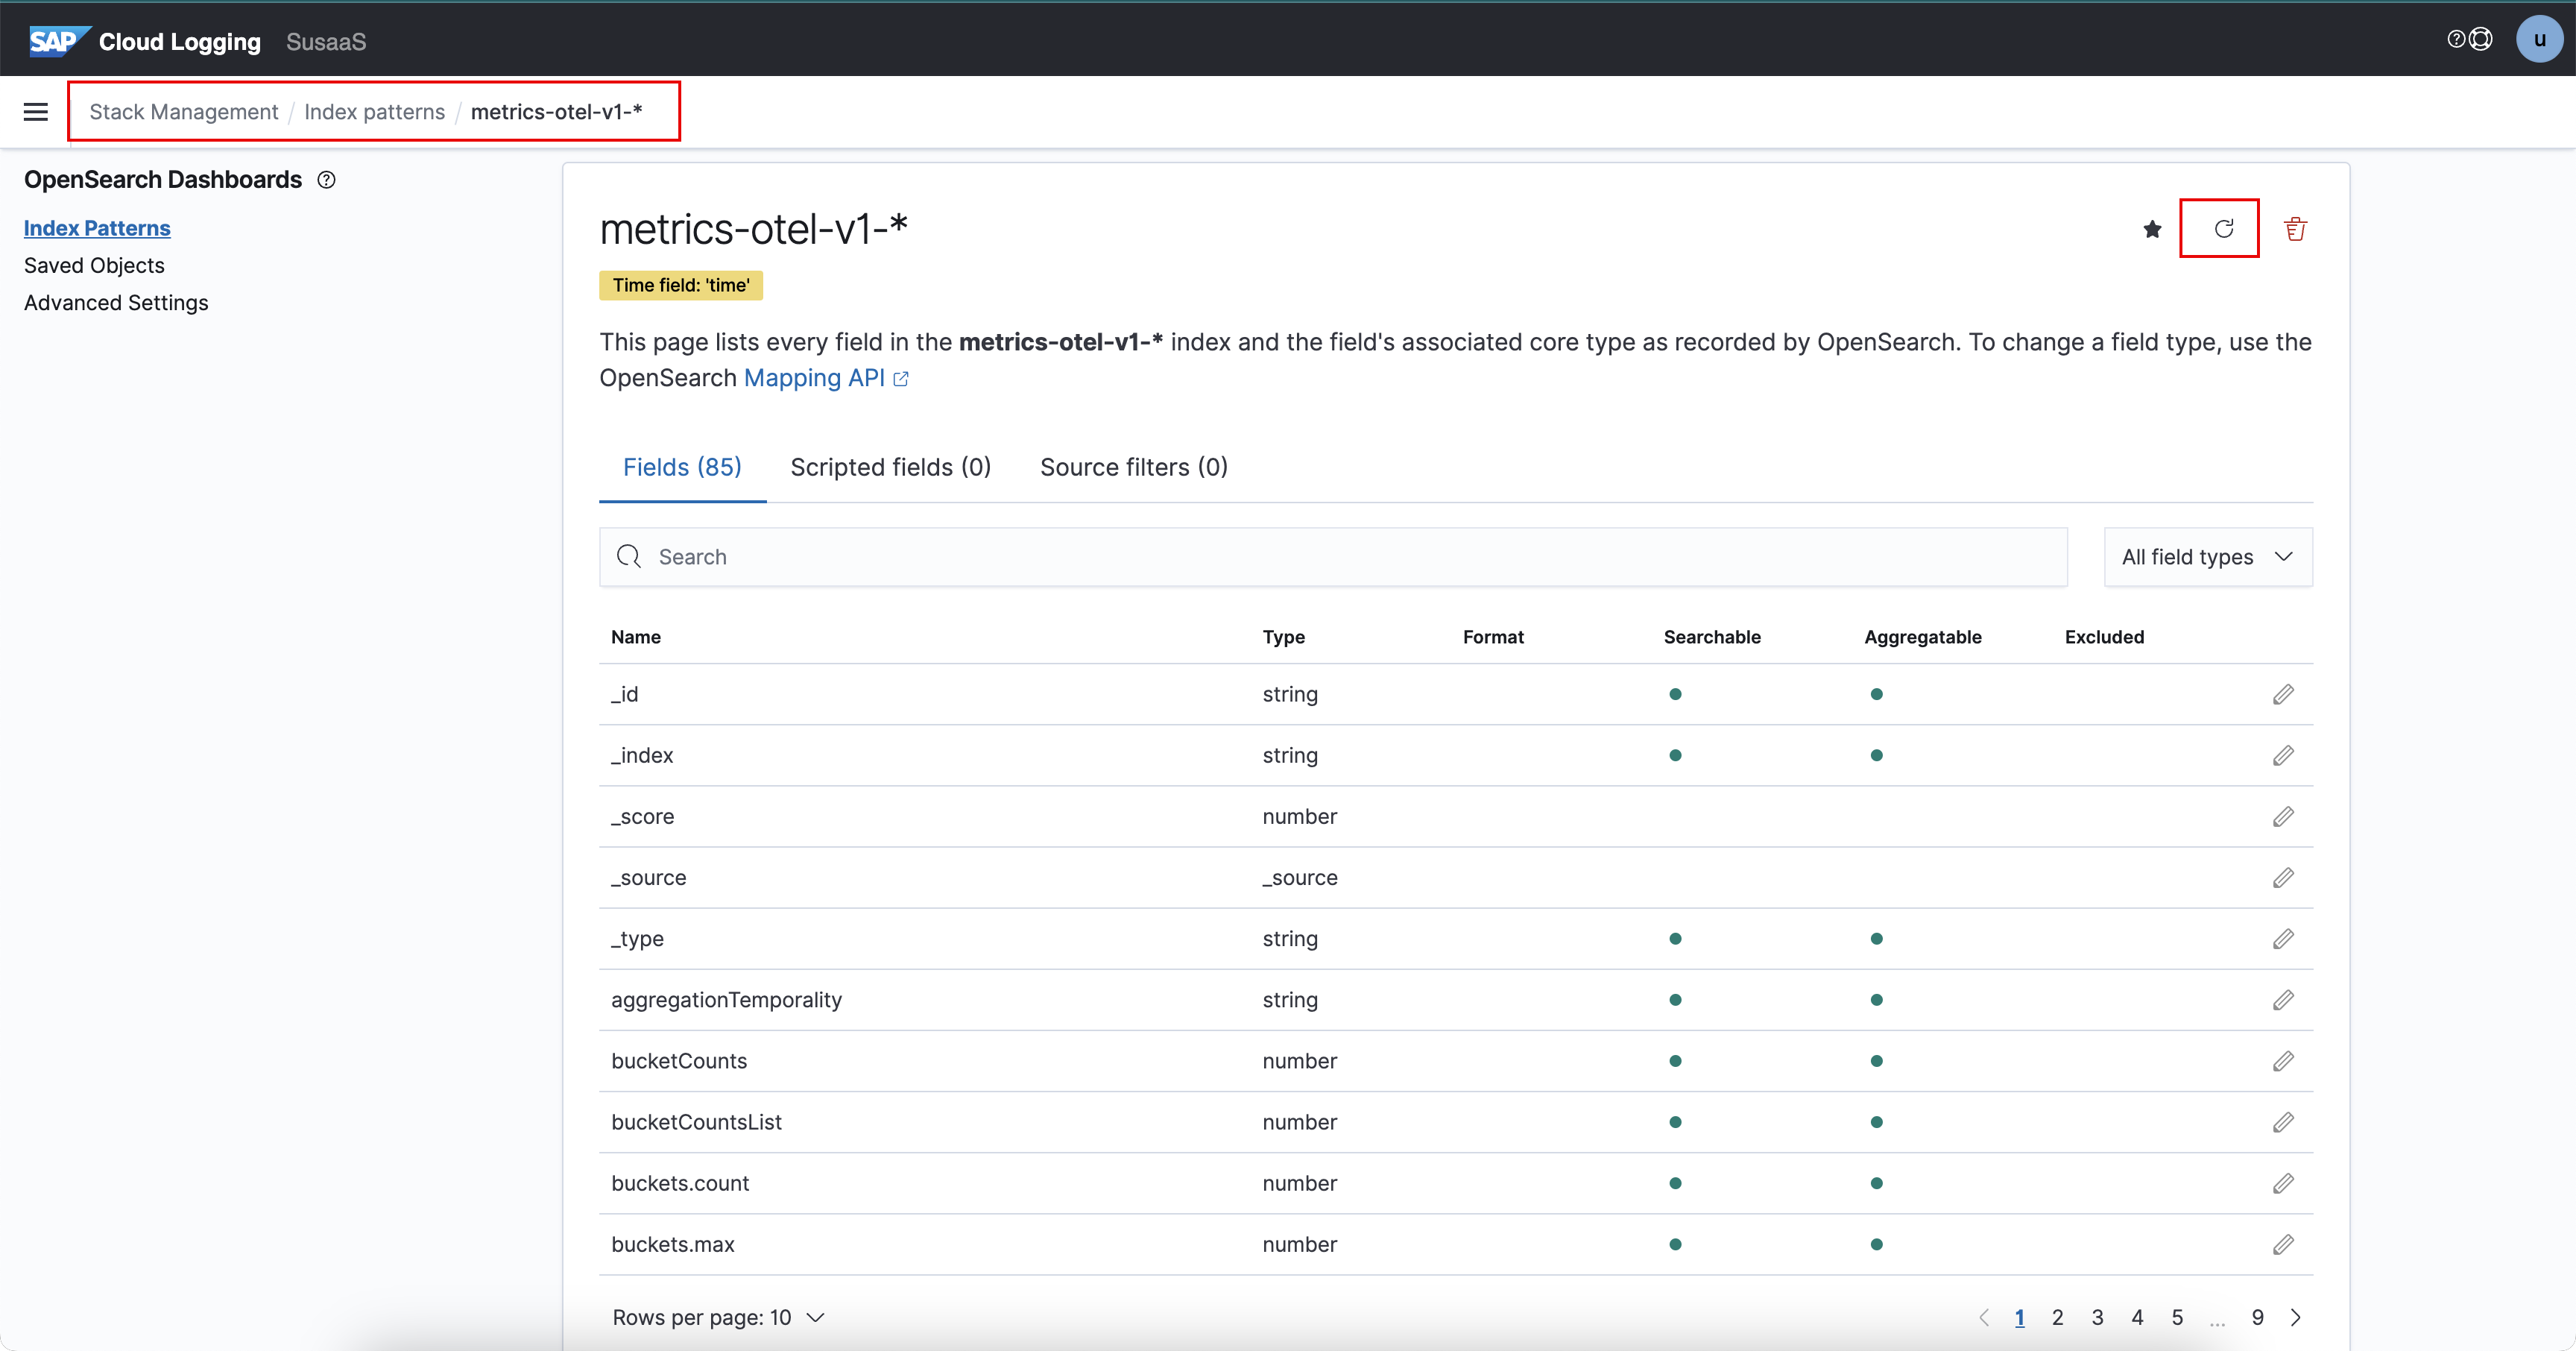 SAP Cloud Logging SusaaS
u
Stack Management / Index patterns / metrics-otel-v1-*
OpenSearch Dashboards
Index Patterns
Saved Objects
Advanced Settings
metrics-otel-v1-*
Time field: 'time'
This page lists every field in the metrics-otel-v1-* index and the field's associated core type as recorded by OpenSearch. To change a field type, use the
OpenSearch Mapping API
Fields (85) Scripted fields (0) Source filters (0)
Search
All field types
Name Type Format Searchable Aggregatable Excluded
_id string
_index string
_score number
_source _source
_type string
aggregationTemporality string
bucketCounts number
bucketCountsList number
buckets.count number
buckets.max number
Rows per page: 10
1 2 3 4 5 ... 9